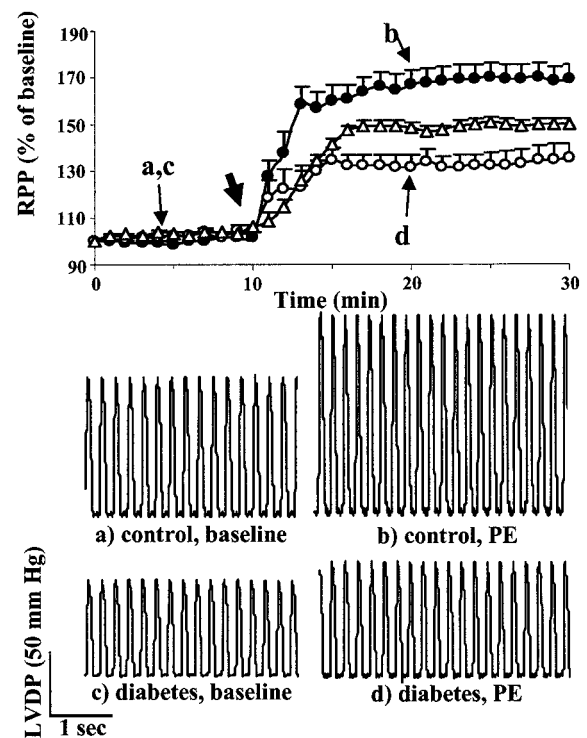 RPP (% of baseline)
190
170
150
130
110
90
b
a,c
d
0
10
20
30
Time (min)
a) control, baseline
b) control, PE
c) diabetes, baseline
d) diabetes, PE
LVDP (50 mm Hg)
1 sec